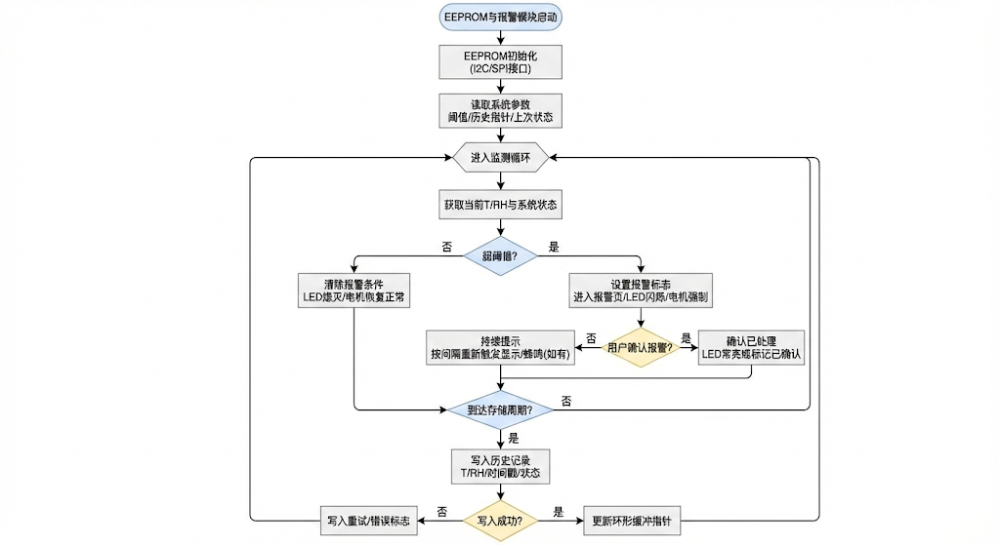 EEPROM与报警模块启动
EEPROM初始化
(I2C/SPI接口)
读取系统参数
阈值/历史指针/上次状态
进入监测循环
获取当前T/RH与系统状态
否
是
超阈值?
清除报警条件
LED熄灭/电机恢复正常
设置报警标志
进入报警页/LED闪烁/电机强制
持续提示
按间隔重新触发显示/蜂鸣(如有)
否
用户确认报警?
是
确认已处理
LED常亮或标记已确认
到达存储周期?
否
是
写入历史记录
T/RH/时间戳/状态
写入重试/错误标志
否
写入成功?
是
更新环形缓冲指针